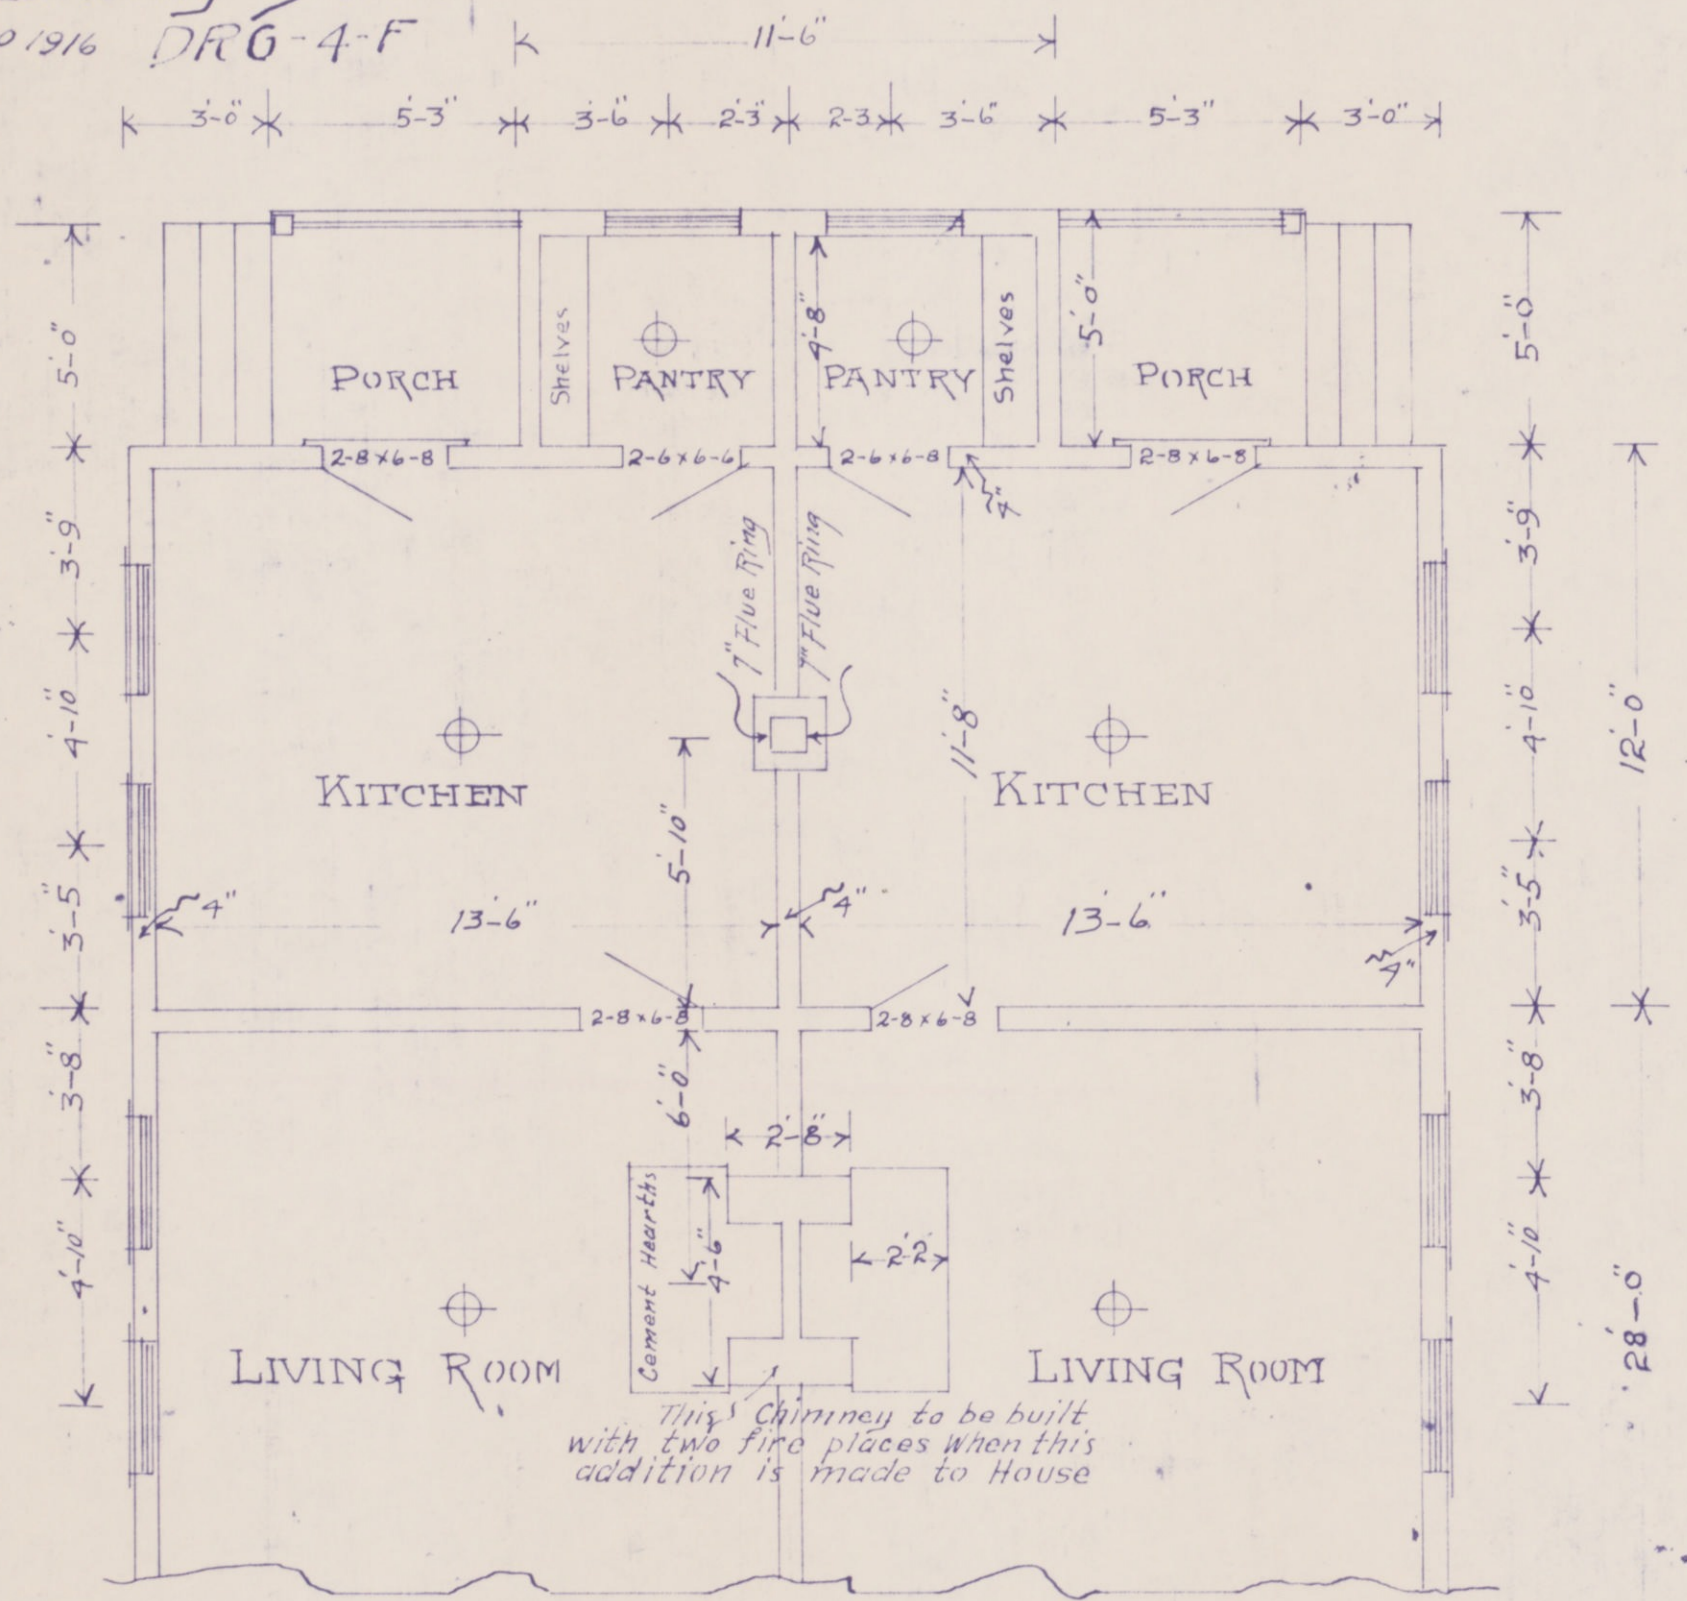 1916 DRG-4-F
11'-6"
3'-0" 5'-3" 3'-6" 2'-3" 2-3 3'-6" 5'-3" 3'-0"
5'-0"
3'-9"
4'-10"
3'-5"
3'-8"
4'-10"
PORCH
Shelves
PANTRY
4'-8"
PANTRY
Shelves
5'-0"
PORCH
2-8x6-8
2-6x6-6
2-6x6-8
2-8x6-8
4"
7" Flue Ring
7" Flue Ring
KITCHEN
5'-10"
11'-8"
KITCHEN
4"
13'-6"
4"
13'-6"
4"
2-8x6-8
2-8x6-8
6'-0"
2'-8"
Cement Hearths
4'-6"
2'-2'
LIVING ROOM
LIVING ROOM
This Chimney to be built
with two fire places When this
addition is made to House
5'-0"
3'-9"
4'-10"
3'-5"
3'-8"
4'-10"
12'-0"
28'-0"